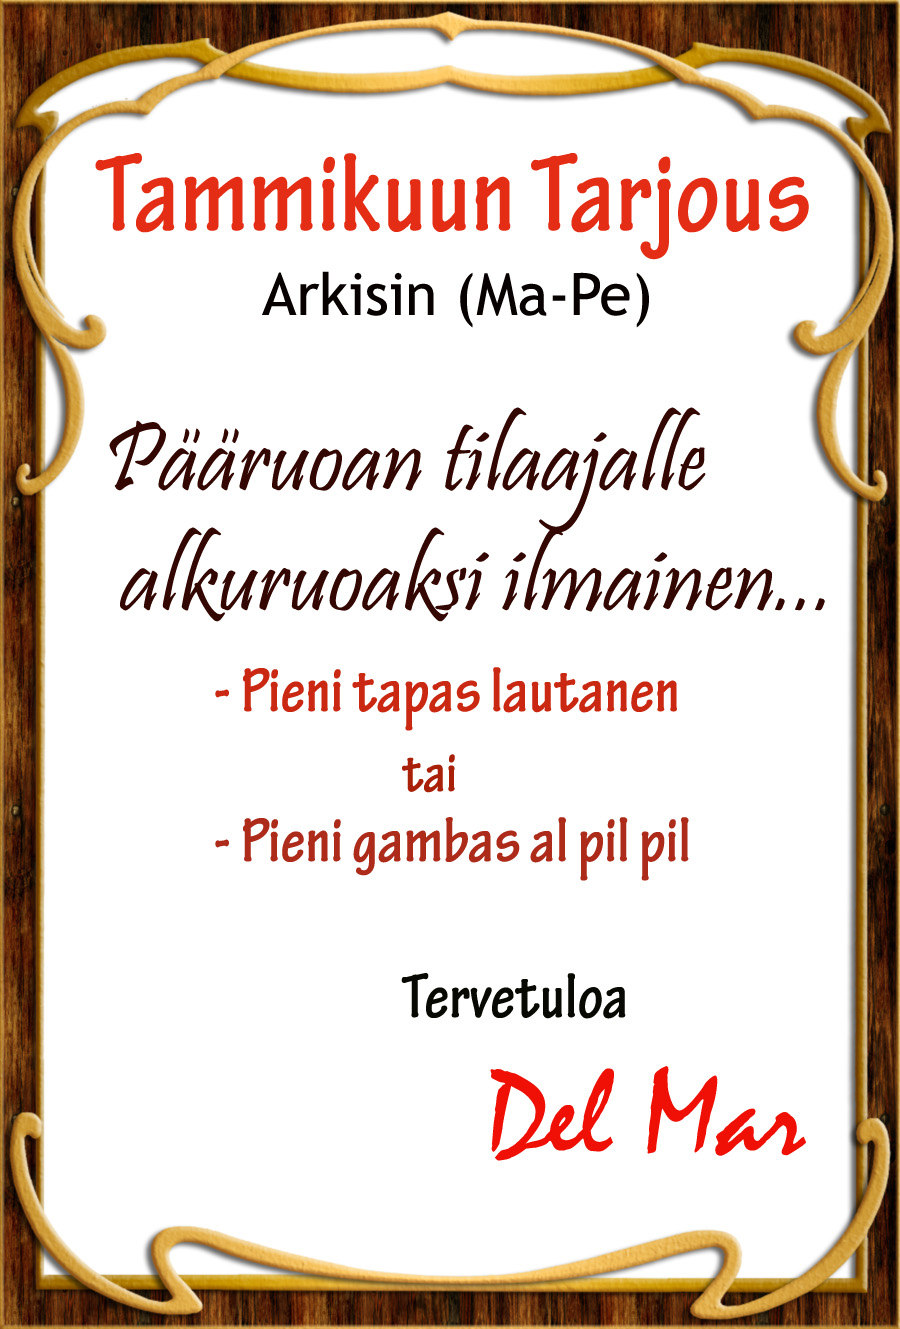 Tammikuun Tarjous
Arkisin (Ma-Pe)
Pääruoan tilaajalle
alkuruoaksi ilmainen...
- Pieni tapas lautanen
tai
- Pieni gambas al pil pil
Tervetuloa
Del Mar